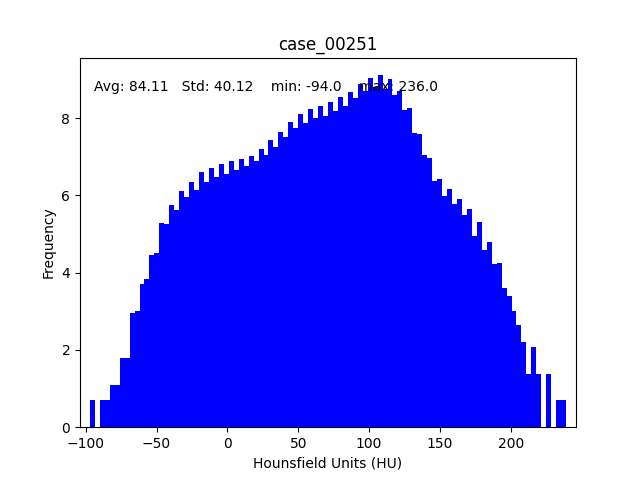 case_00251
Avg: 84.11 Std: 40.12 min: -94.0 max: 236.0
8
6
4
2
0
Frequency
−100 −50 0 50 100 150 200
Hounsfield Units (HU)